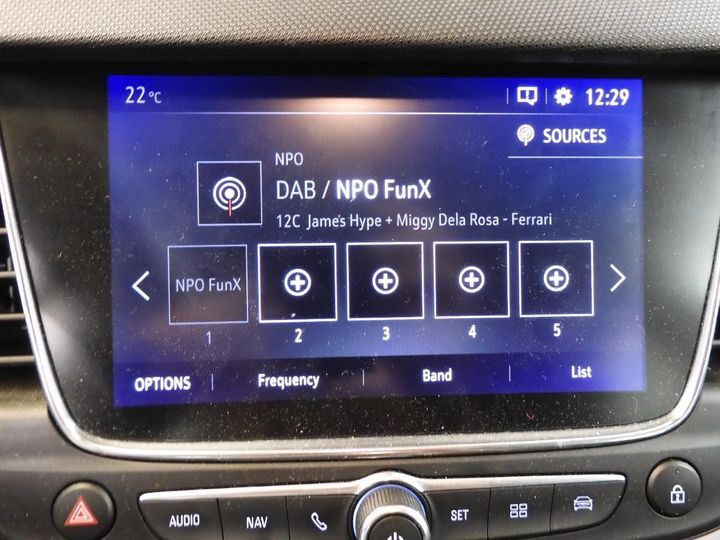 22 °C
12:29
SOURCES
NPO
DAB / NPO FunX
12C James Hype + Miggy Dela Rosa - Ferrari
NPO FunX
1 2 3 4 5
OPTIONS Frequency Band List
AUDIO NAV SET